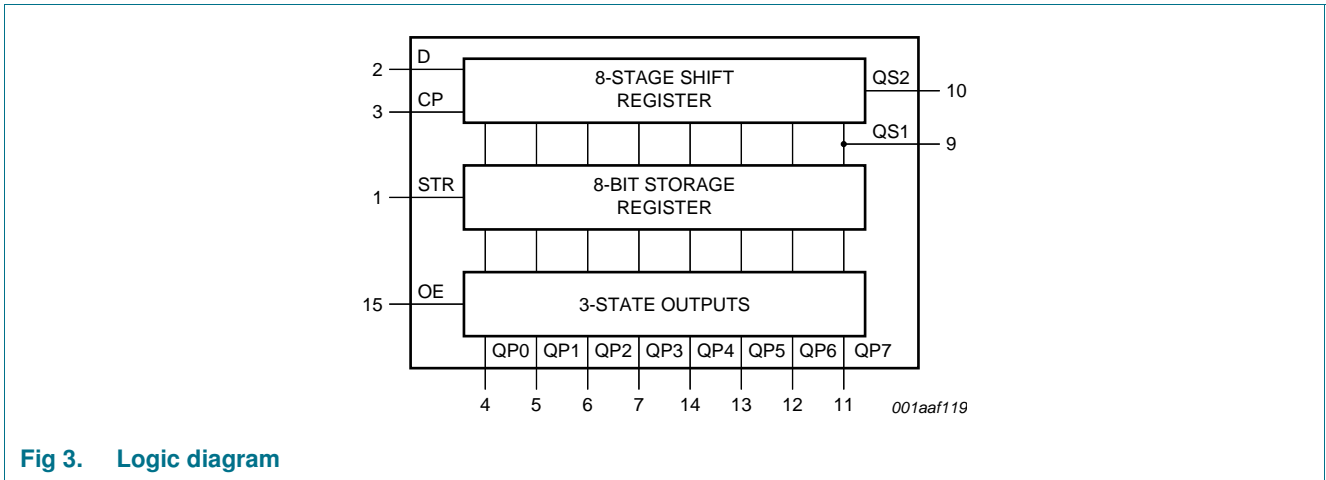 D
2
8-STAGE SHIFT
REGISTER
QS2
10
CP
3
QS1
9
STR
1
8-BIT STORAGE
REGISTER
OE
15
3-STATE OUTPUTS
QP0 QP1 QP2 QP3 QP4 QP5 QP6 QP7
4 5 6 7 14 13 12 11
001aaf119
Fig 3. Logic diagram